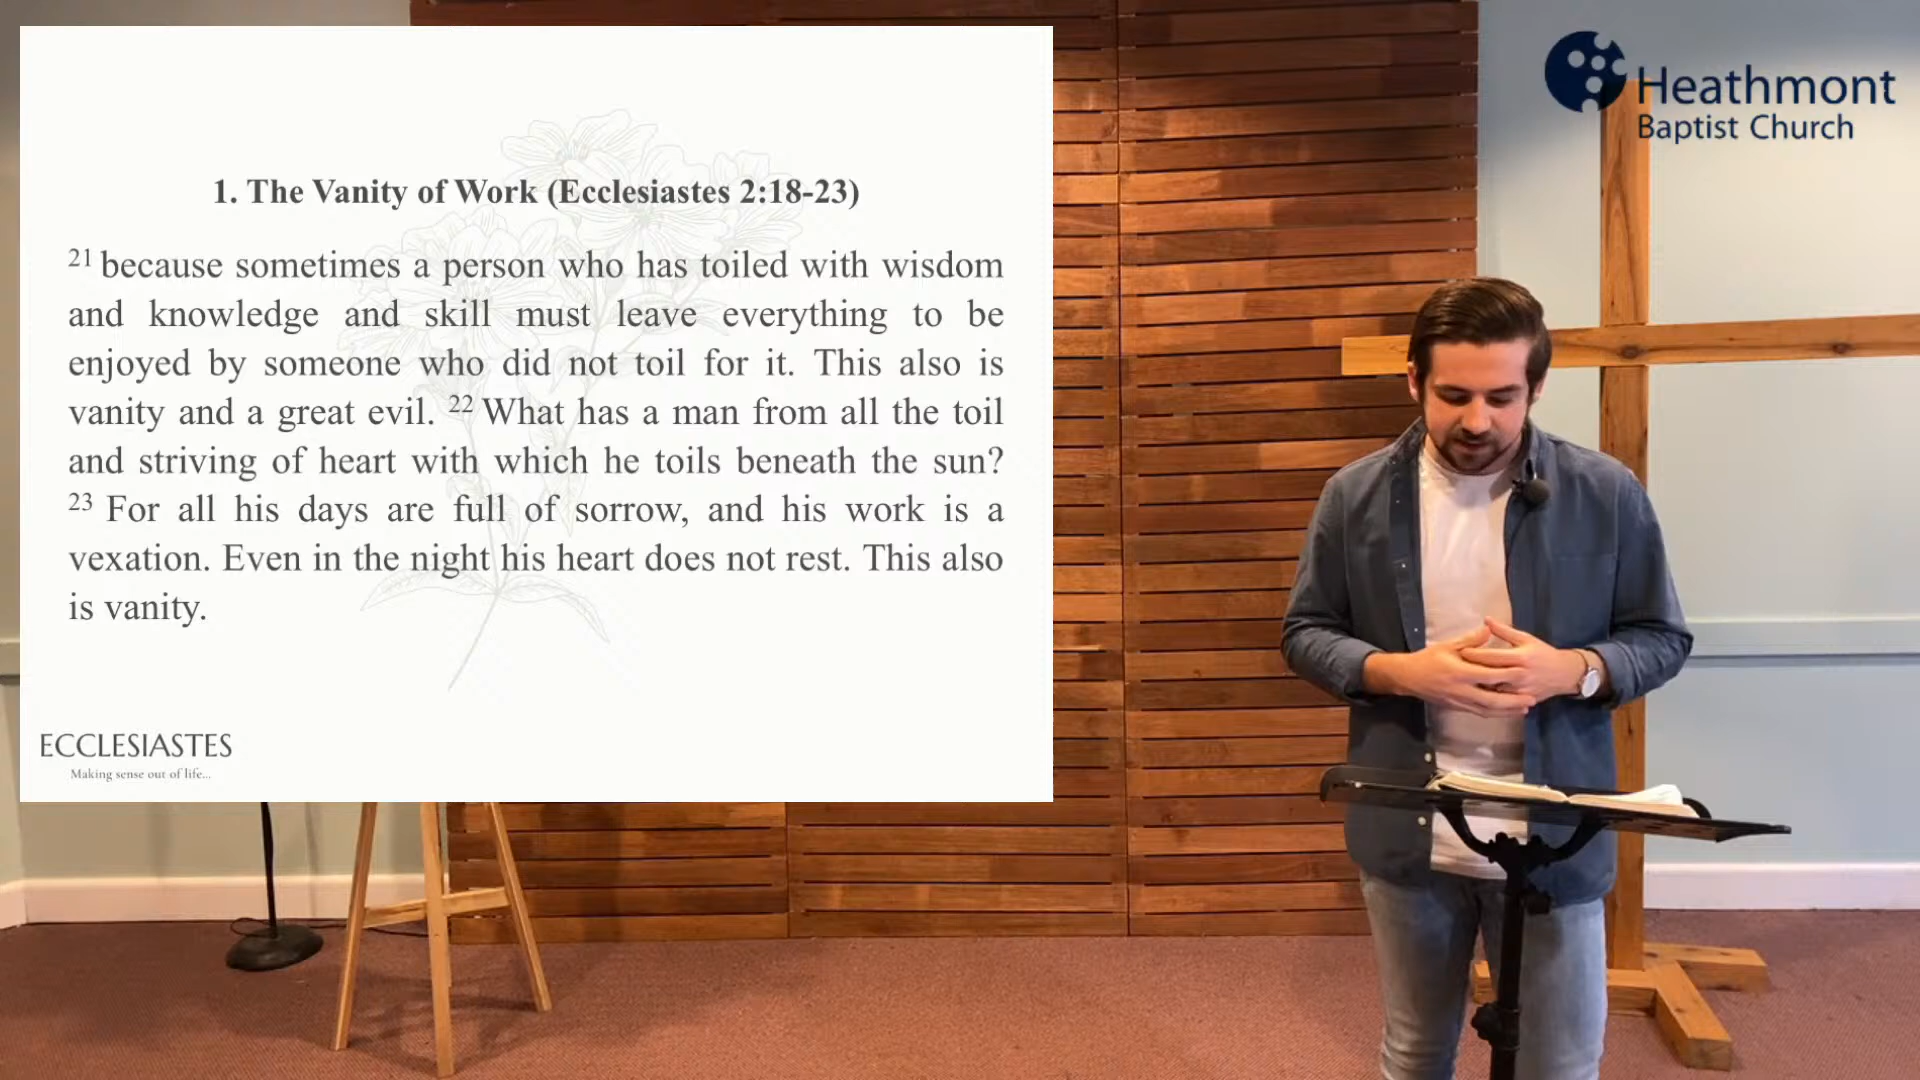 1. The Vanity of Work (Ecclesiastes 2:18-23)
21 because sometimes a person who has toiled with wisdom
and knowledge and skill must leave everything to be
enjoyed by someone who did not toil for it. This also is
vanity and a great evil. 22 What has a man from all the toil
and striving of heart with which he toils beneath the sun?
23 For all his days are full of sorrow, and his work is a
vexation. Even in the night his heart does not rest. This also
is vanity.
ECCLESIASTES
Making sense out of life...
Heathmont
Baptist Church